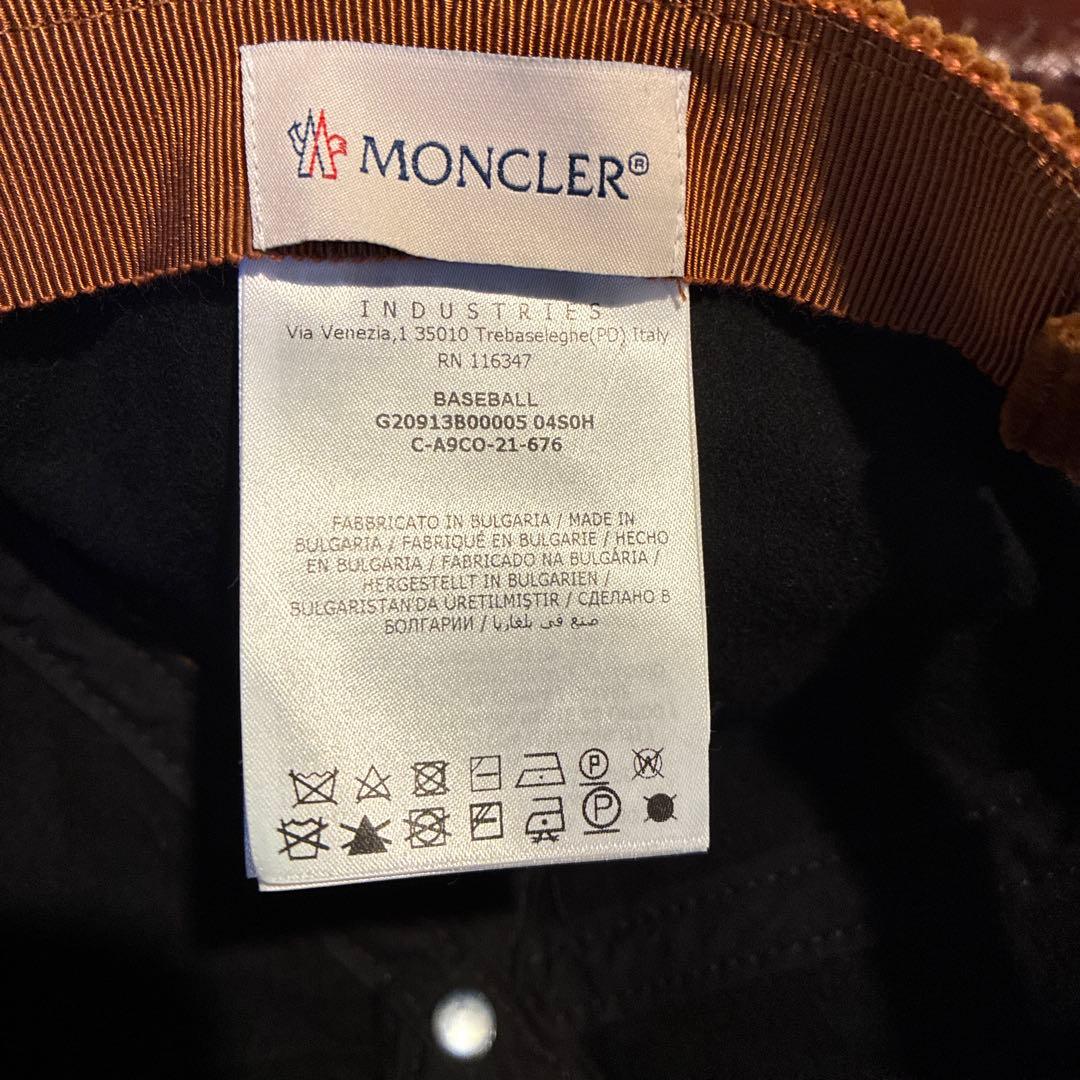 MONCLER®
INDUSTRIES
Via Venezia,1 35010 Trebaseleghe(PD) Italy
RN 116347
BASEBALL
G20913B00005 04S0H
C-A9CO-21-676
FABBRICATO IN BULGARIA / MADE IN
BULGARIA / FABRIQUÉ EN BULGARIE / HECHO
EN BULGARIA / FABRICADO NA BULGÁRIA /
HERGESTELLT IN BULGARIEN /
BULGARISTAN'DA ÜRETILMIŞTIR / СДЕЛАНО В
БОЛГАРИИ / صنع في بلغاريا
P W
P